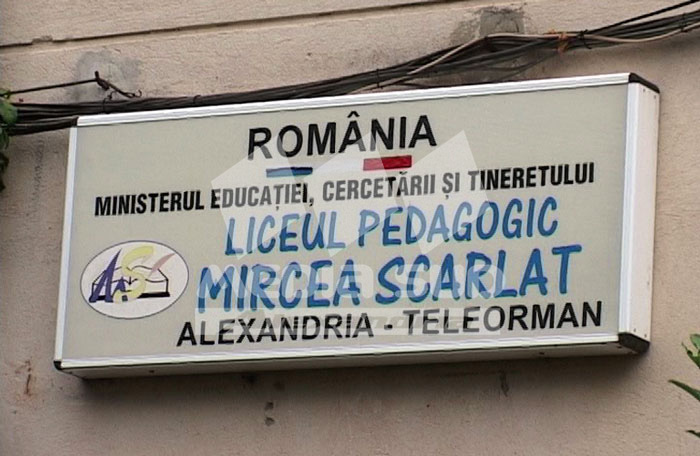 ROMÂNIA
MINISTERUL EDUCAȚIEI, CERCETĂRII ȘI TINERETULUI
LICEUL PEDAGOGIC
MIRCEA SCARLAT
ALEXANDRIA - TELEORMAN